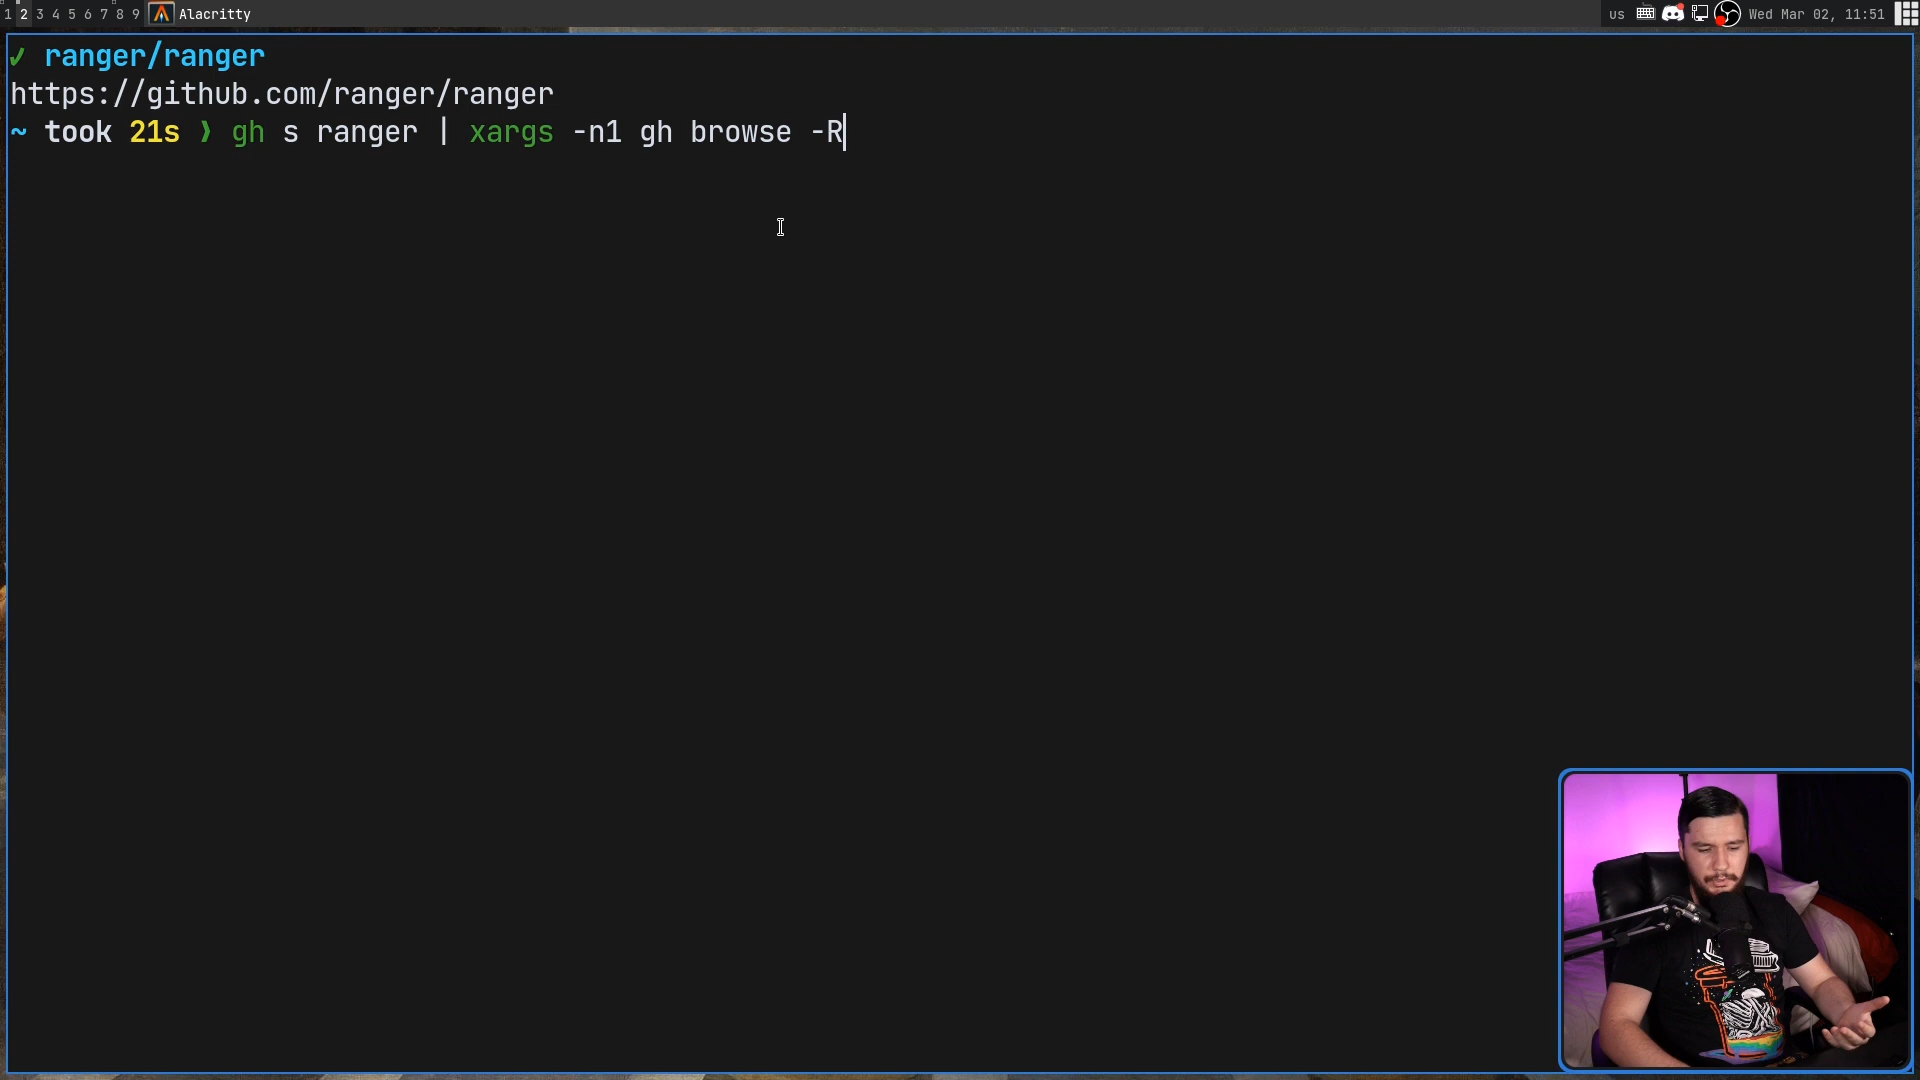 1 2 3 4 5 6 7 8 9 Alacritty us Wed Mar 02, 11:51
✓ ranger/ranger
https://github.com/ranger/ranger
~ took 21s ❯ gh s ranger | xargs -n1 gh browse -R